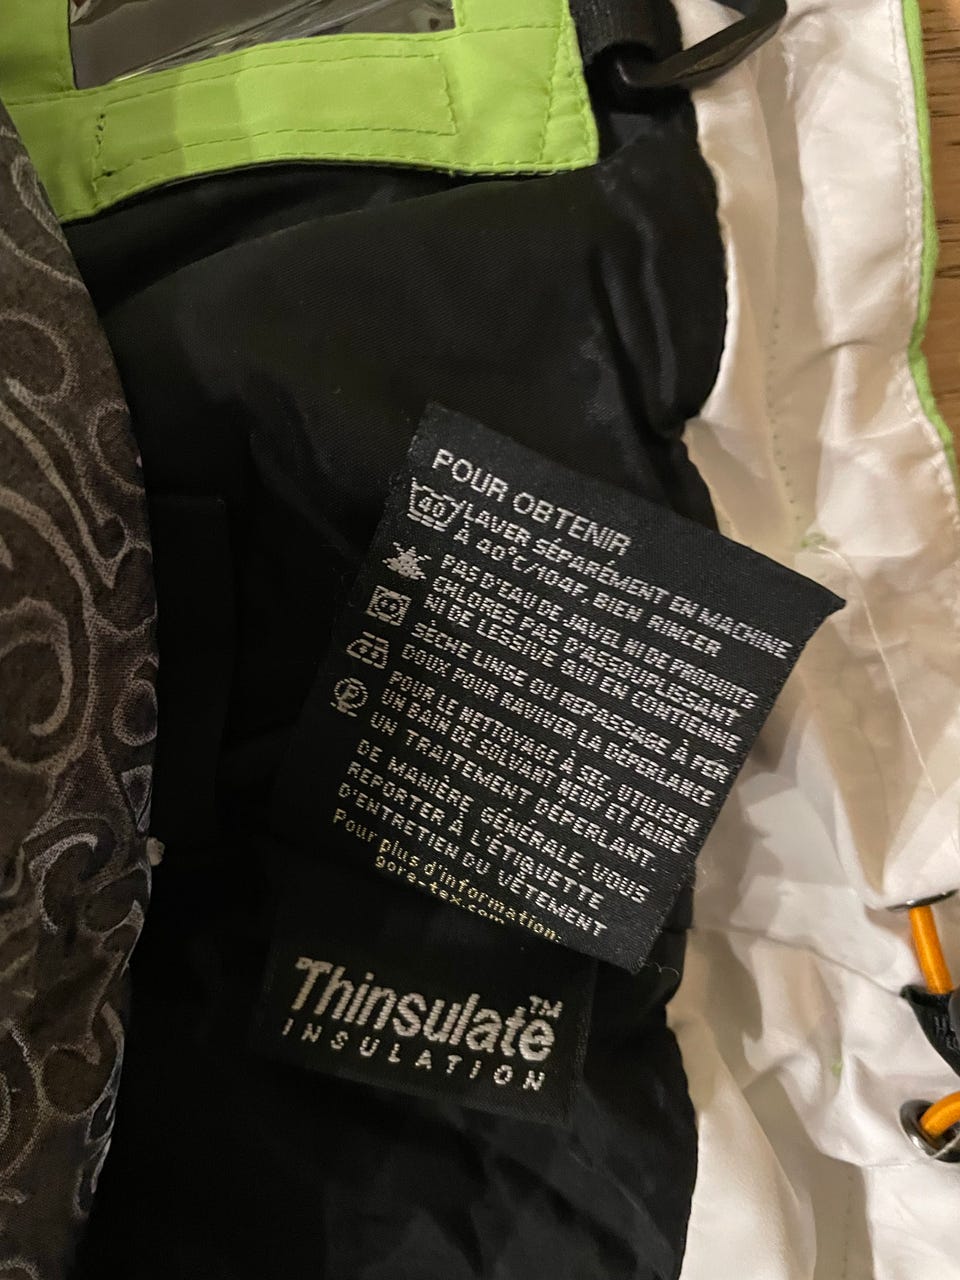 POUR OBTENIR
40 LAVER SÉPARÉMENT EN MACHINE
À 40°C/104F, BIEN RINCER
PAS D'EAU DE JAVEL NI DE PRODUITS
CHLORES PAS D'ASSOUPLISSANT
NI DE LESSIVE QUI EN CONTIENNE
SÈCHE LINGE OU REPASSAGE À FER
DOUX POUR RAVIVER LA DÉPERLANCE
P POUR LE NETTOYAGE À SEC, UTILISER
UN BAIN DE SOLVANT NEUF ET FAIRE
UN TRAITEMENT DÉPERLANT.
DE MANIÈRE GÉNÉRALE, VOUS
REPORTER À L'ÉTIQUETTE
D'ENTRETIEN DU VÊTEMENT
Pour plus d'information:
gore-tex.com
Thinsulate™
INSULATION